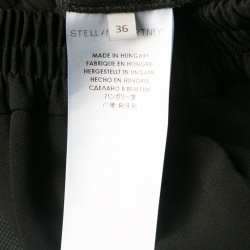 36
STELLA McCARTNEY
MADE IN HUNGARY
FABRIQUE EN HONGRIE
HERGESTELLT IN UNGARN
HECHO EN HUNGRIA
СДЕЛАНО В ВЕНГРИИ
ハンガリー製